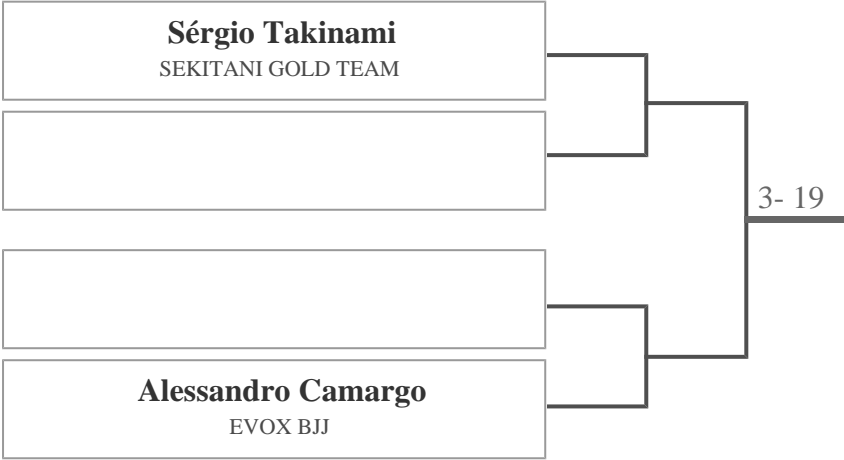 Sérgio Takinami
SEKITANI GOLD TEAM
3- 19
Alessandro Camargo
EVOX BJJ